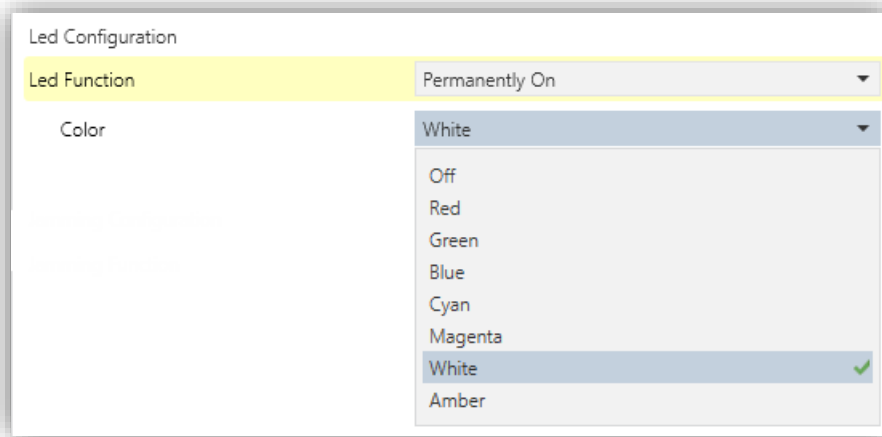 Led Configuration
Led Function Permanently On
Color White
Off
Red
Green
Blue
Cyan
Magenta
White
Amber